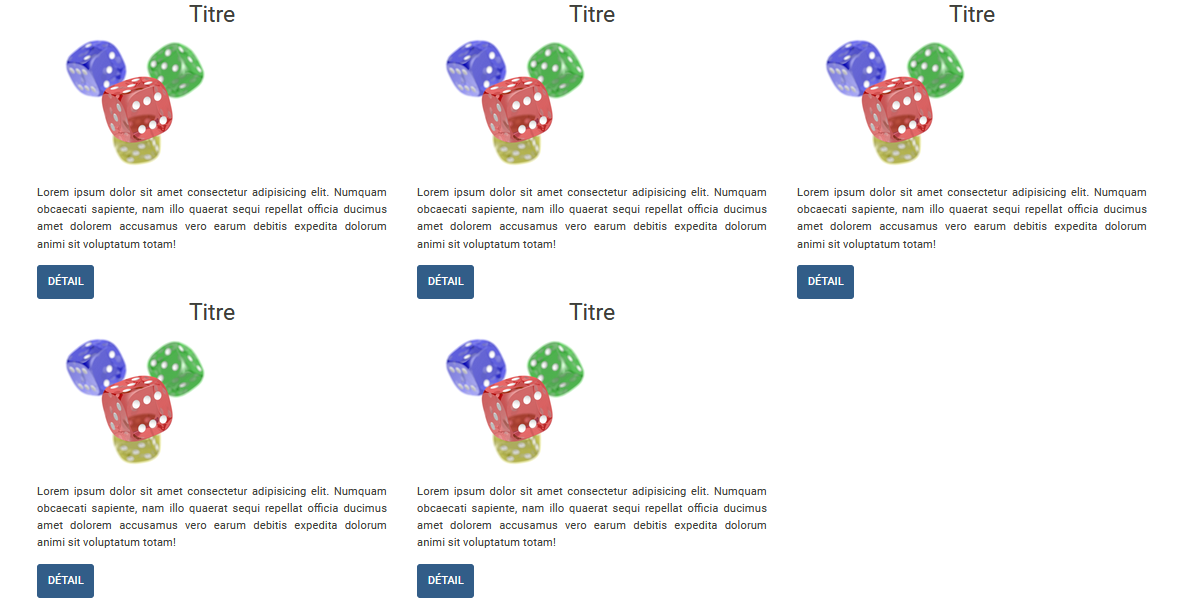 Titre
Lorem ipsum dolor sit amet consectetur adipisicing elit. Numquam
obcaecati sapiente, nam illo quaerat sequi repellat officia ducimus
amet dolorem accusamus vero earum debitis expedita dolorum
animi sit voluptatum totam!
DÉTAIL
Titre
Lorem ipsum dolor sit amet consectetur adipisicing elit. Numquam
obcaecati sapiente, nam illo quaerat sequi repellat officia ducimus
amet dolorem accusamus vero earum debitis expedita dolorum
animi sit voluptatum totam!
DÉTAIL
Titre
Lorem ipsum dolor sit amet consectetur adipisicing elit. Numquam
obcaecati sapiente, nam illo quaerat sequi repellat officia ducimus
amet dolorem accusamus vero earum debitis expedita dolorum
animi sit voluptatum totam!
DÉTAIL
Titre
Lorem ipsum dolor sit amet consectetur adipisicing elit. Numquam
obcaecati sapiente, nam illo quaerat sequi repellat officia ducimus
amet dolorem accusamus vero earum debitis expedita dolorum
animi sit voluptatum totam!
DÉTAIL
Titre
Lorem ipsum dolor sit amet consectetur adipisicing elit. Numquam
obcaecati sapiente, nam illo quaerat sequi repellat officia ducimus
amet dolorem accusamus vero earum debitis expedita dolorum
animi sit voluptatum totam!
DÉTAIL